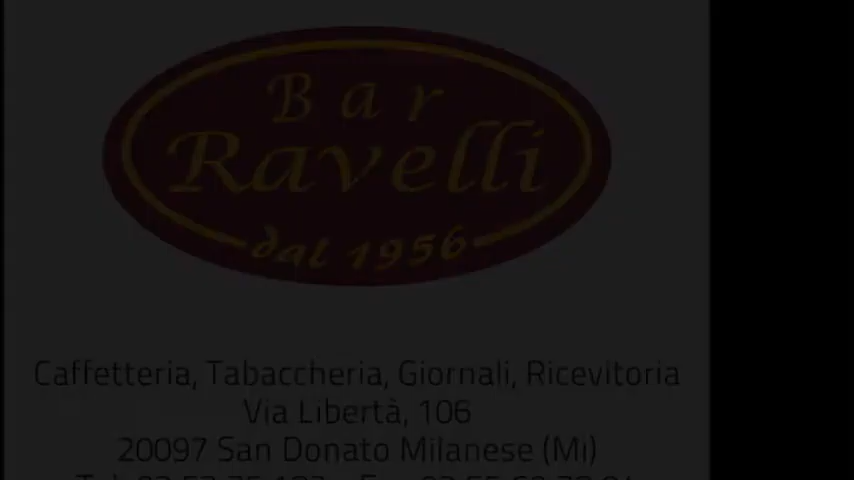 Bar
Ravelli
dal 1956
Caffetteria, Tabaccheria, Giornali, Ricevitoria
Via Libertà, 106
20097 San Donato Milanese (Mi)